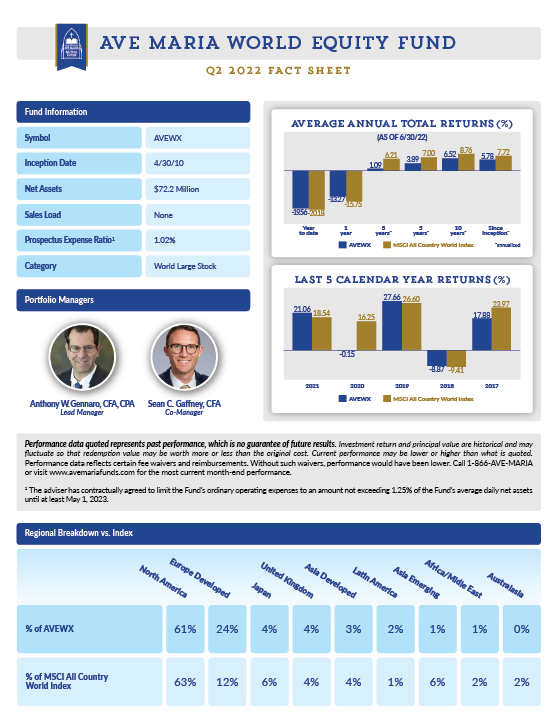 AVE MARIA WORLD EQUITY FUND
Q2 2022 FACT SHEET
Fund Information
Symbol AVEWX
Inception Date 4/30/10
Net Assets $72.2 Million
Sales Load None
Prospectus Expense Ratio¹ 1.02%
Category World Large Stock
Portfolio Managers
Anthony W. Gennaro, CFA, CPA
Lead Manager
Sean C. Gaffney, CFA
Co-Manager
AVERAGE ANNUAL TOTAL RETURNS (%)
(AS OF 6/30/22)
-19.56 -20.18 -13.27 -15.75 1.09 6.21 3.89 7.00 6.52 8.76 5.78 7.72
Year to date
1 year
3 years*
5 years*
10 years*
Since Inception*
AVEWX MSCI All Country World Index *annualized
LAST 5 CALENDAR YEAR RETURNS (%)
21.06 18.54 -0.15 16.25 27.66 26.60 -8.87 -9.41 17.88 23.97
2021 2020 2019 2018 2017
AVEWX MSCI All Country World Index
Performance data quoted represents past performance, which is no guarantee of future results. Investment return and principal value are historical and may
fluctuate so that redemption value may be worth more or less than the original cost. Current performance may be lower or higher than what is quoted.
Performance data reflects certain fee waivers and reimbursements. Without such waivers, performance would have been lower. Call 1-866-AVE-MARIA
or visit www.avemariafunds.com for the most current month-end performance.
¹ The adviser has contractually agreed to limit the Fund's ordinary operating expenses to an amount not exceeding 1.25% of the Fund's average daily net assets
until at least May 1, 2023.
Regional Breakdown vs. Index
North America
Europe Developed
Japan
United Kingdom
Asia Developed
Latin America
Asia Emerging
Africa/Midle East
Australasia
% of AVEWX 61% 24% 4% 4% 3% 2% 1% 1% 0%
% of MSCI All Country
World Index 63% 12% 6% 4% 4% 1% 6% 2% 2%